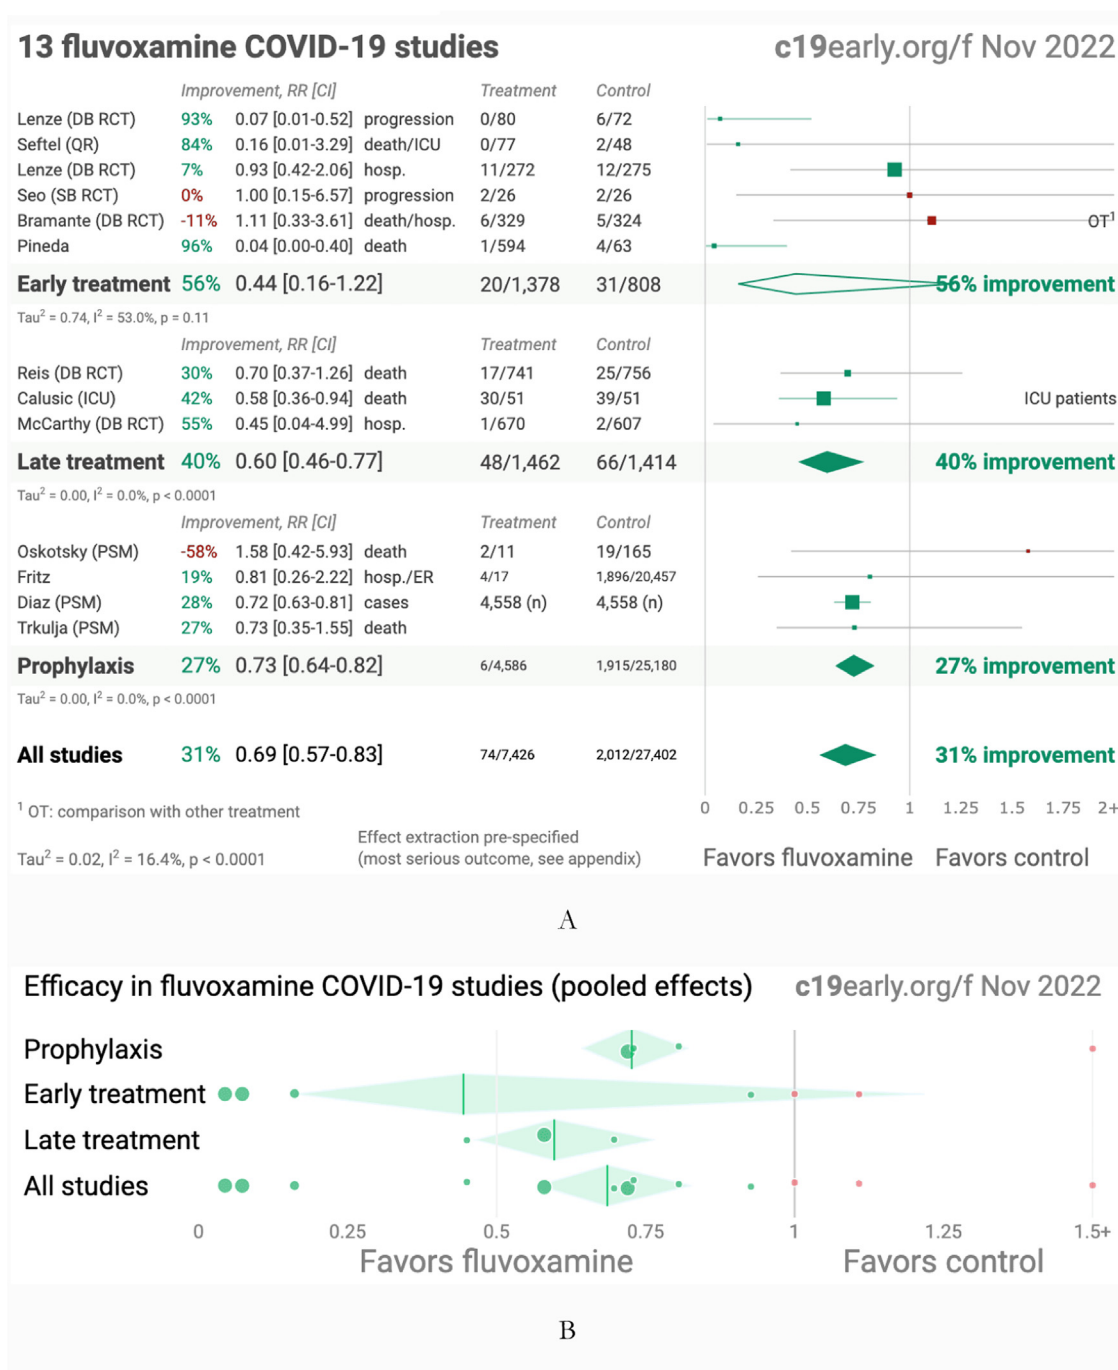 13 fluvoxamine COVID-19 studies c19early.org/f Nov 2022
Improvement, RR [CI] Treatment Control
Lenze (DB RCT) 93% 0.07 [0.01-0.52] progression 0/80 6/72
Seftel (QR) 84% 0.16 [0.01-3.29] death/ICU 0/77 2/48
Lenze (DB RCT) 7% 0.93 [0.42-2.06] hosp. 11/272 12/275
Seo (SB RCT) 0% 1.00 [0.15-6.57] progression 2/26 2/26
Bramante (DB RCT) -11% 1.11 [0.33-3.61] death/hosp. 6/329 5/324 OT¹
Pineda 96% 0.04 [0.00-0.40] death 1/594 4/63
Early treatment 56% 0.44 [0.16-1.22] 20/1,378 31/808 56% improvement
Tau² = 0.74, I² = 53.0%, p = 0.11
Improvement, RR [CI] Treatment Control
Reis (DB RCT) 30% 0.70 [0.37-1.26] death 17/741 25/756
Calusic (ICU) 42% 0.58 [0.36-0.94] death 30/51 39/51 ICU patients
McCarthy (DB RCT) 55% 0.45 [0.04-4.99] hosp. 1/670 2/607
Late treatment 40% 0.60 [0.46-0.77] 48/1,462 66/1,414 40% improvement
Tau² = 0.00, I² = 0.0%, p < 0.0001
Improvement, RR [CI] Treatment Control
Oskotsky (PSM) -58% 1.58 [0.42-5.93] death 2/11 19/165
Fritz 19% 0.81 [0.26-2.22] hosp./ER 4/17 1,896/20,457
Diaz (PSM) 28% 0.72 [0.63-0.81] cases 4,558 (n) 4,558 (n)
Trkulja (PSM) 27% 0.73 [0.35-1.55] death
Prophylaxis 27% 0.73 [0.64-0.82] 6/4,586 1,915/25,180 27% improvement
Tau² = 0.00, I² = 0.0%, p < 0.0001
All studies 31% 0.69 [0.57-0.83] 74/7,426 2,012/27,402 31% improvement
0 0.25 0.5 0.75 1 1.25 1.5 1.75 2+
¹ OT: comparison with other treatment
Effect extraction pre-specified
Tau² = 0.02, I² = 16.4%, p < 0.0001 (most serious outcome, see appendix) Favors fluvoxamine Favors control
A
Efficacy in fluvoxamine COVID-19 studies (pooled effects) c19early.org/f Nov 2022
Prophylaxis
Early treatment
Late treatment
All studies
0 0.25 0.5 0.75 1 1.25 1.5+
Favors fluvoxamine Favors control
B